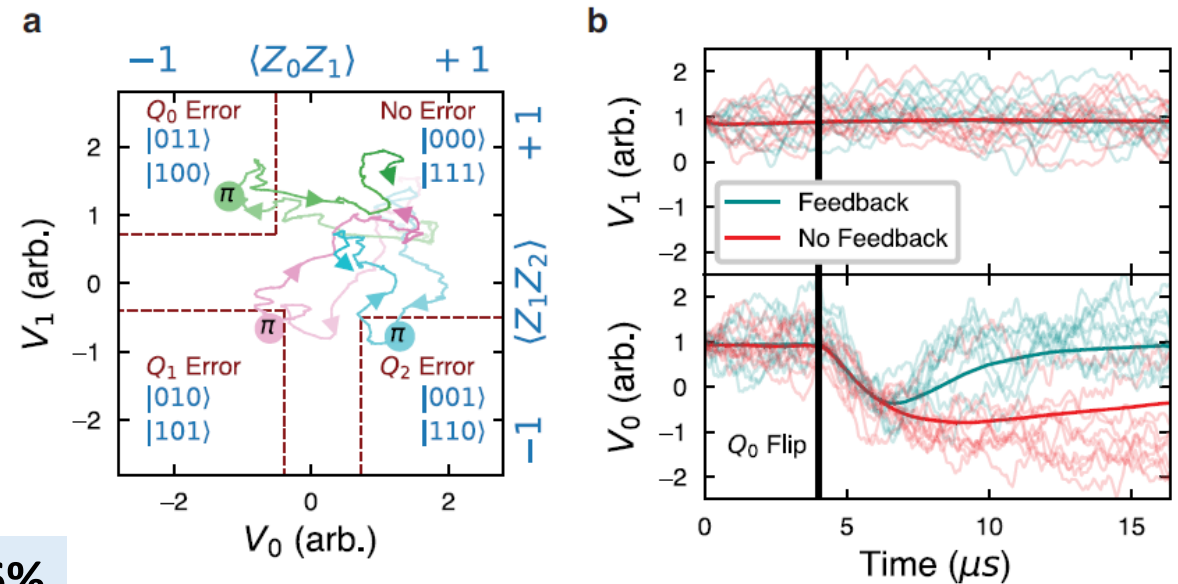 a
−1 ⟨Z₀Z₁⟩ +1
Q₀ Error
|011⟩
|100⟩
No Error
|000⟩
|111⟩
π
π
π
Q₁ Error
|010⟩
|101⟩
Q₂ Error
|001⟩
|110⟩
2
1
0
−1
−2
V₁ (arb.)
+1
⟨Z₁Z₂⟩
−1
−2 0 2
V₀ (arb.)
b
2
1
0
−1
−2
V₁ (arb.)
Feedback
No Feedback
2
1
0
−1
−2
V₀ (arb.)
Q₀ Flip
0 5 10 15
Time (μs)